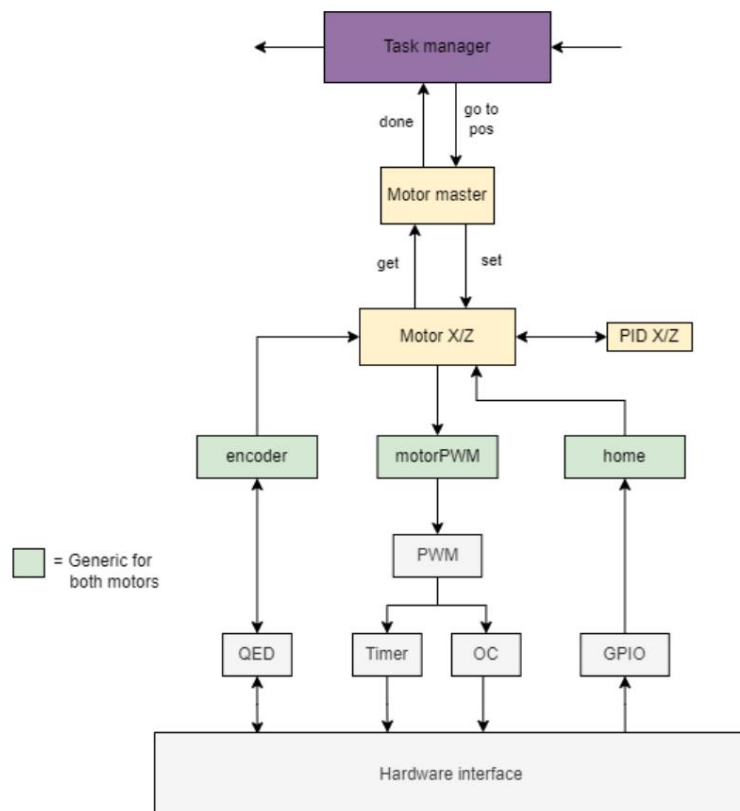 Task manager
done
go to
pos
Motor master
get
set
Motor X/Z
PID X/Z
encoder
motorPWM
home
PWM
= Generic for
both motors
QED
Timer
OC
GPIO
Hardware interface